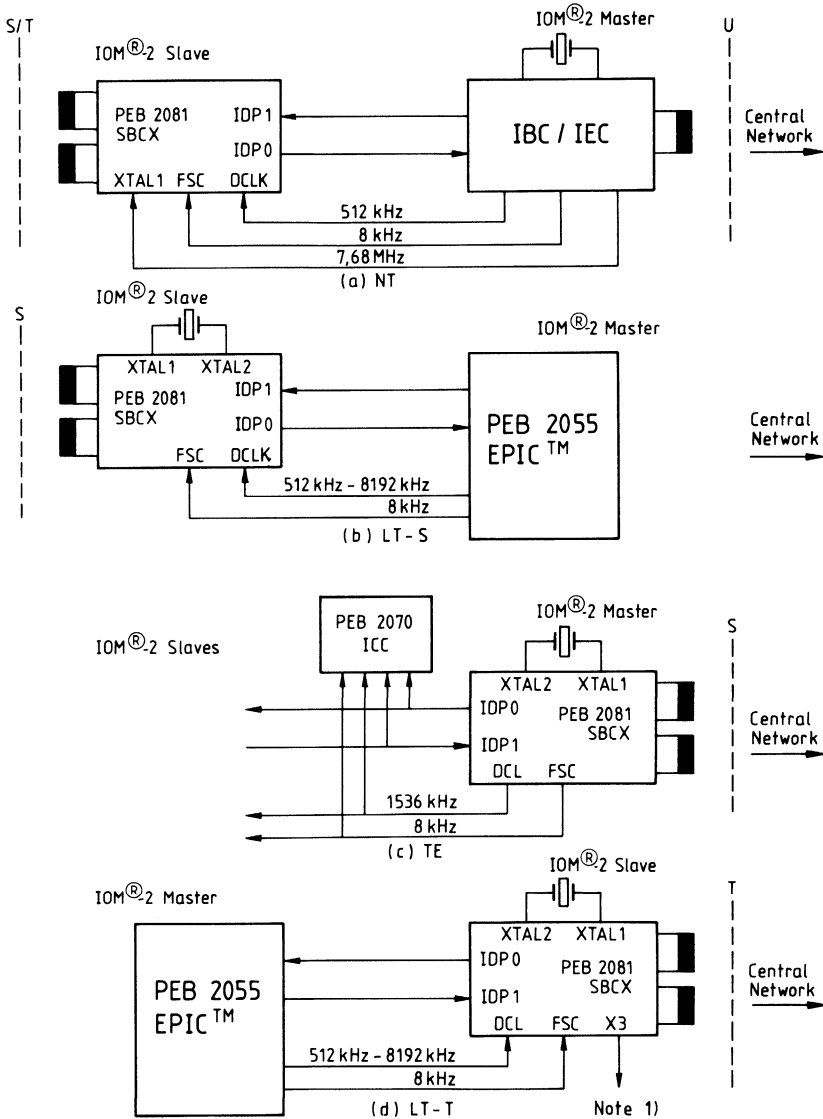 S/T
IOM®-2 Slave
IOM®-2 Master
U
PEB 2081
SBCX
IDP1
IDP0
XTAL1 FSC DCLK
IBC / IEC
Central
Network
512 kHz
8 kHz
7,68 MHz
(a) NT
S
IOM®-2 Slave
IOM®-2 Master
XTAL1 XTAL2
PEB 2081
SBCX
IDP1
IDP0
FSC DCLK
PEB 2055
EPIC™
Central
Network
512 kHz – 8192 kHz
8 kHz
(b) LT-S
IOM®-2 Slaves
PEB 2070
ICC
IOM®-2 Master
S
XTAL2 XTAL1
IDP0
IDP1
PEB 2081
SBCX
DCL FSC
Central
Network
1536 kHz
8 kHz
(c) TE
IOM®-2 Master
IOM®-2 Slave
T
PEB 2055
EPIC™
XTAL2 XTAL1
IDP0
IDP1
PEB 2081
SBCX
DCL FSC X3
Central
Network
512 kHz – 8192 kHz
8 kHz
(d) LT-T
Note 1)